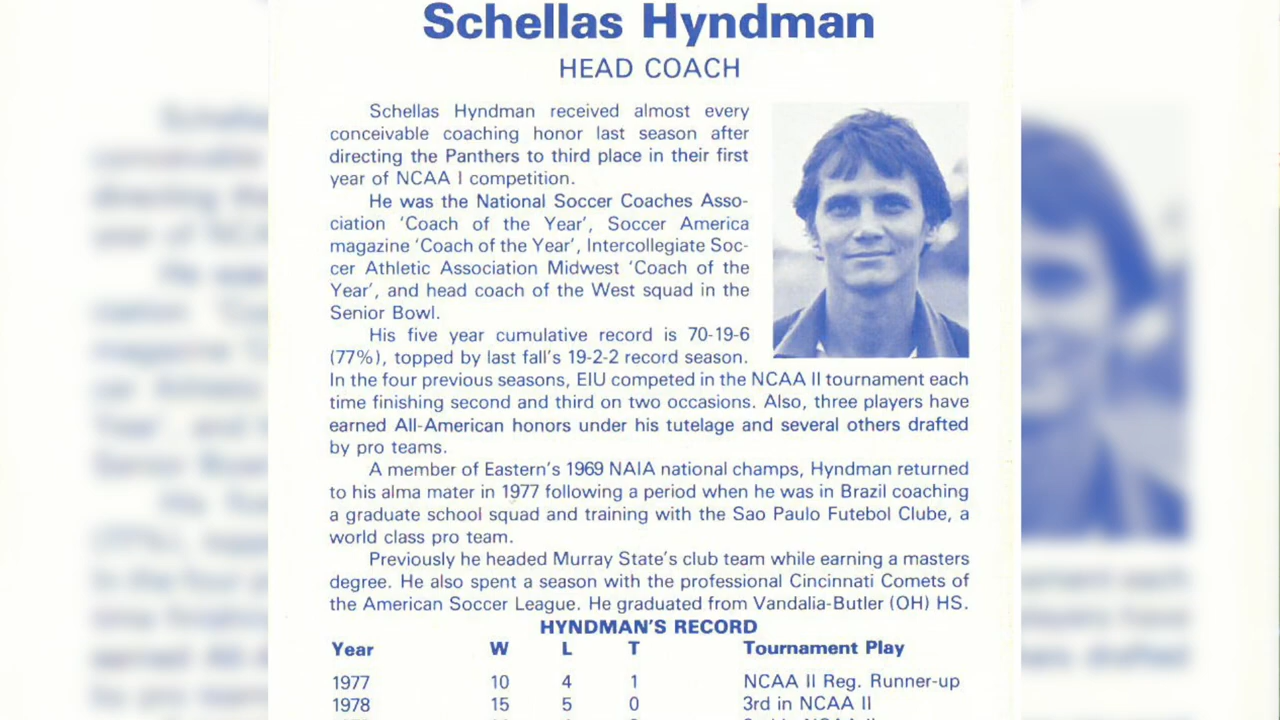 Schellas Hyndman
HEAD COACH
Schellas Hyndman received almost every
conceivable coaching honor last season after
directing the Panthers to third place in their first
year of NCAA I competition.
He was the National Soccer Coaches Asso-
ciation 'Coach of the Year', Soccer America
magazine 'Coach of the Year', Intercollegiate Soc-
cer Athletic Association Midwest 'Coach of the
Year', and head coach of the West squad in the
Senior Bowl.
His five year cumulative record is 70-19-6
(77%), topped by last fall's 19-2-2 record season.
In the four previous seasons, EIU competed in the NCAA II tournament each
time finishing second and third on two occasions. Also, three players have
earned All-American honors under his tutelage and several others drafted
by pro teams.
A member of Eastern's 1969 NAIA national champs, Hyndman returned
to his alma mater in 1977 following a period when he was in Brazil coaching
a graduate school squad and training with the Sao Paulo Futebol Clube, a
world class pro team.
Previously he headed Murray State's club team while earning a masters
degree. He also spent a season with the professional Cincinnati Comets of
the American Soccer League. He graduated from Vandalia-Butler (OH) HS.
HYNDMAN'S RECORD
Year W L T Tournament Play
1977 10 4 1 NCAA II Reg. Runner-up
1978 15 5 0 3rd in NCAA II